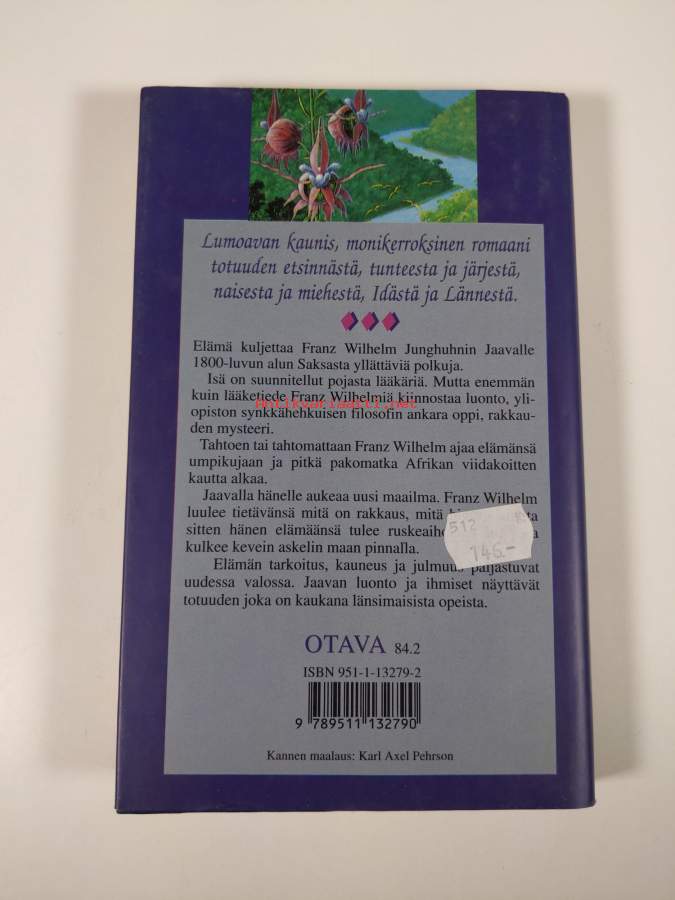 Lumoavan kaunis, monikerroksinen romaani
totuuden etsinnästä, tunteesta ja järjestä,
naisesta ja miehestä, Idästä ja Lännestä.
Elämä kuljettaa Franz Wilhelm Junghuhnin Jaavalle
1800-luvun alun Saksasta yllättäviä polkuja.
Isä on suunnitellut pojasta lääkäriä. Mutta enemmän
kuin lääketiede Franz Wilhelmiä kiinnostaa luonto, yli-
antikvariaatti.net
opiston synkkähehkuisen filosofin ankara oppi, rakkau-
den mysteeri.
Tahtoen tai tahtomattaan Franz Wilhelm ajaa elämänsä
umpikujaan ja pitkä pakomatka Afrikan viidakoitten
kautta alkaa.
Jaavalla hänelle aukeaa uusi maailma. Franz Wilhelm
luulee tietävänsä mitä on rakkaus, mitä
sitten hänen elämäänsä tulee
512
kulkee kevein askelin maan pinnalla.
146.-
Elämän tarkoitus, kauneus ja julmuus paljastuvat
uudessa valossa. Jaavan luonto ja ihmiset näyttävät
totuuden joka on kaukana länsimaisista opeista.
OTAVA 84.2
ISBN 951-1-13279-2
9 789511 132790
Kannen maalaus: Karl Axel Pehrson